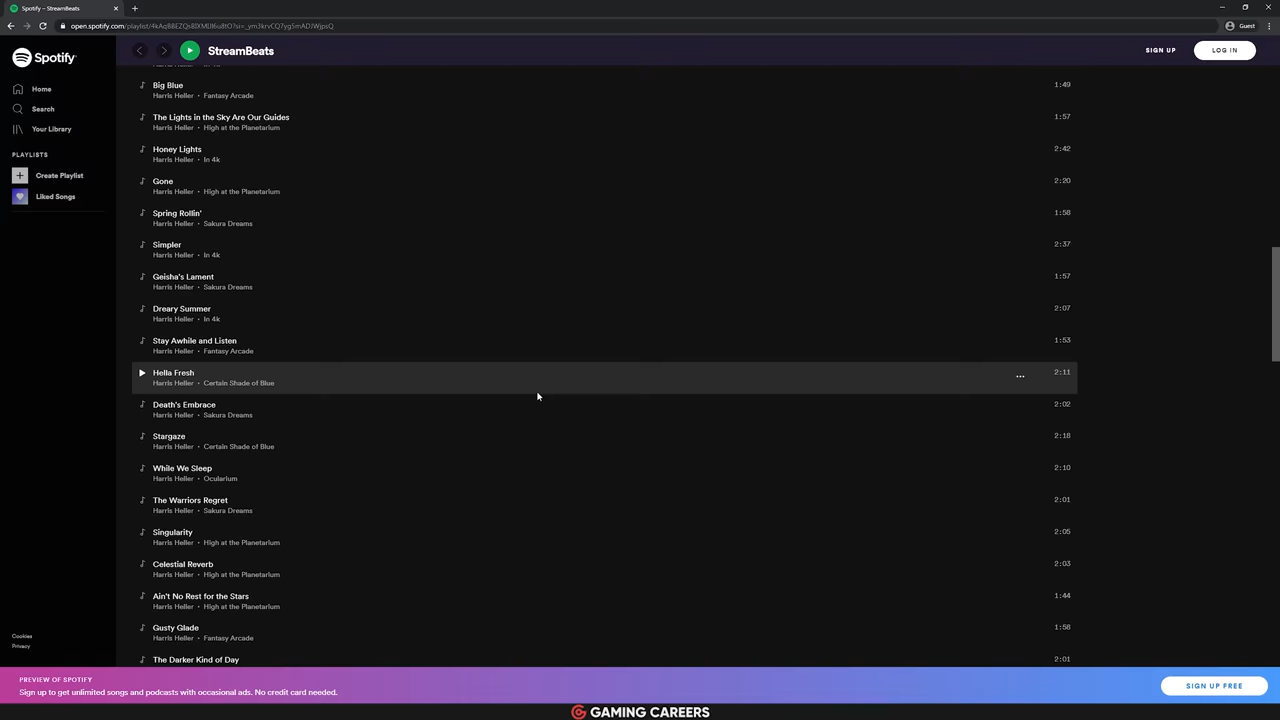 Spotify – StreamBeats
Guest
Spotify
StreamBeats
SIGN UP
LOG IN
Home
Search
Your Library
PLAYLISTS
Create Playlist
Liked Songs
Big Blue
1:49
Harris Heller • Fantasy Arcade
The Lights in the Sky Are Our Guides
1:57
Harris Heller • High at the Planetarium
Honey Lights
2:42
Harris Heller • In 4k
Gone
2:20
Harris Heller • High at the Planetarium
Spring Rollin'
1:58
Harris Heller • Sakura Dreams
Simpler
2:37
Harris Heller • In 4k
Geisha's Lament
1:57
Harris Heller • Sakura Dreams
Dreary Summer
2:07
Harris Heller • In 4k
Stay Awhile and Listen
1:53
Harris Heller • Fantasy Arcade
Hella Fresh
2:11
Harris Heller • Certain Shade of Blue
Death's Embrace
2:02
Harris Heller • Sakura Dreams
Stargaze
2:18
Harris Heller • Certain Shade of Blue
While We Sleep
2:10
Harris Heller • Ocularium
The Warriors Regret
2:01
Harris Heller • Sakura Dreams
Singularity
2:05
Harris Heller • High at the Planetarium
Celestial Reverb
2:03
Harris Heller • High at the Planetarium
Ain't No Rest for the Stars
1:44
Harris Heller • High at the Planetarium
Gusty Glade
1:58
Harris Heller • Fantasy Arcade
The Darker Kind of Day
2:01
Cookies
Privacy
PREVIEW OF SPOTIFY
Sign up to get unlimited songs and podcasts with occasional ads. No credit card needed.
SIGN UP FREE
GAMING CAREERS